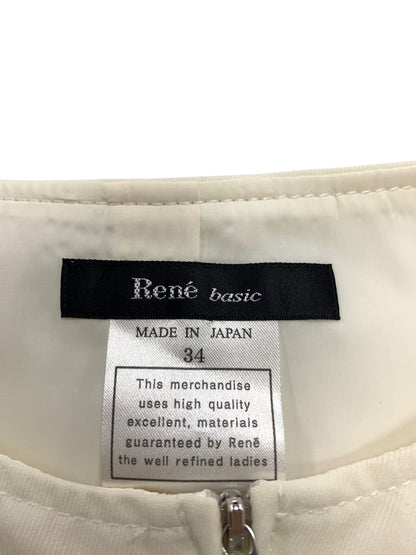 René basic
MADE IN JAPAN
34
This merchandise
uses high quality
excellent, materials
guaranteed by René
the well refined ladies